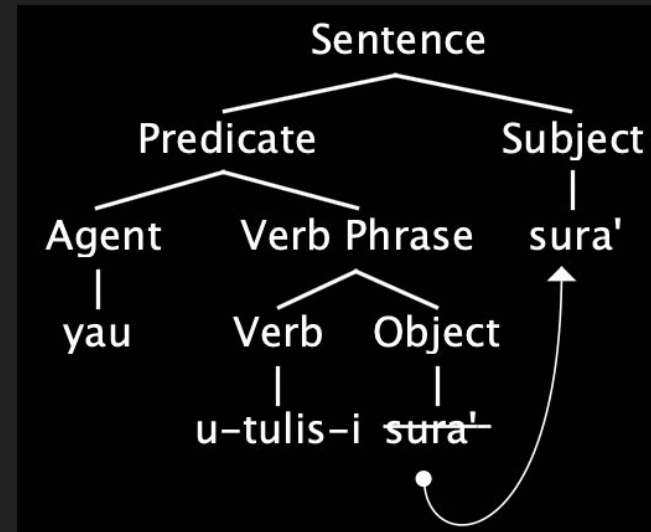 Sentence
Predicate Subject
Agent Verb Phrase sura'
yau Verb Object
u-tulis-i sura'